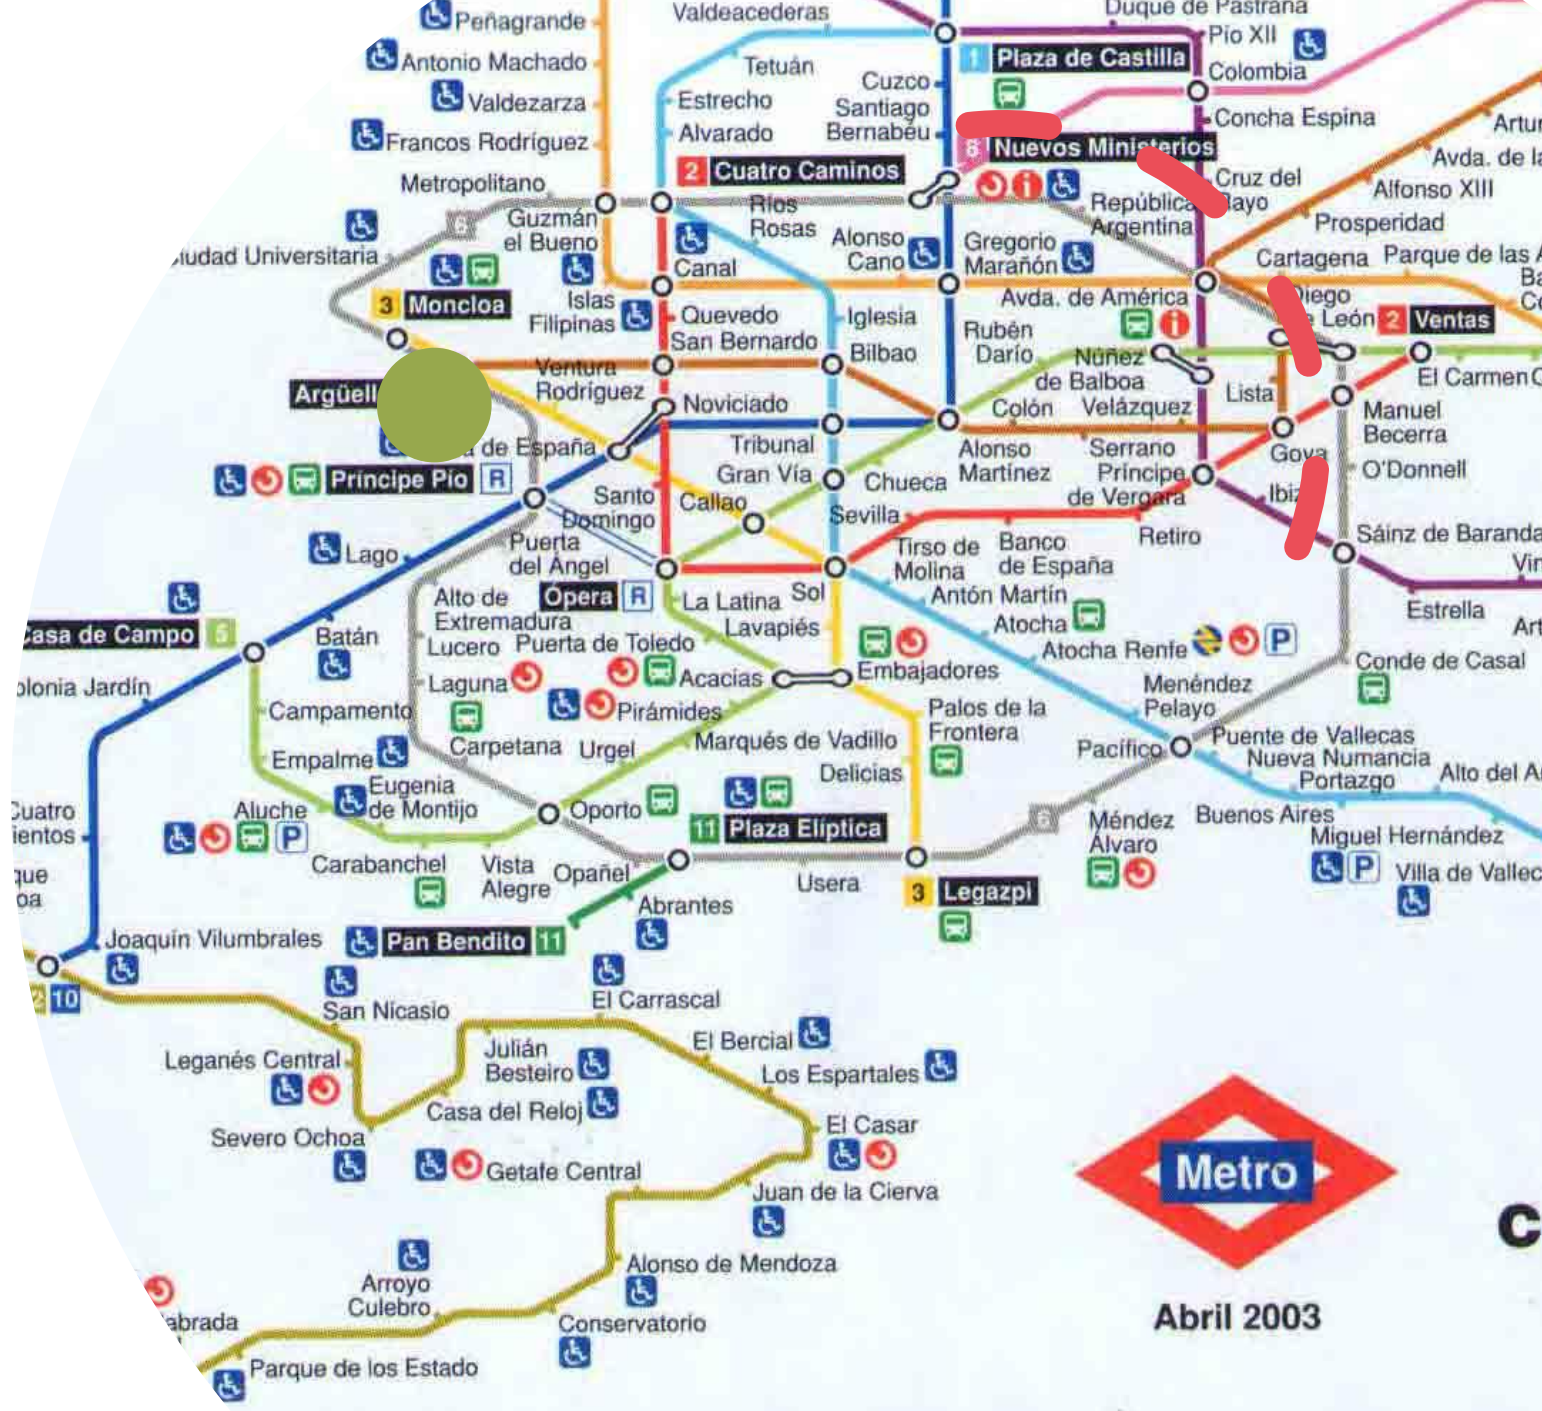 Peñagrande
Valdeacederas
Duque de Pastrana
Pío XII
Antonio Machado
Tetuán
1 Plaza de Castilla
Colombia
Valdezarza
Estrecho
Cuzco
Santiago
Bernabéu
Concha Espina
Francos Rodríguez
Alvarado
8 Nuevos Ministerios
Avda. de la
Metropolitano
2 Cuatro Caminos
Cruz del
Alfonso XIII
Guzmán
el Bueno
Ríos
Rosas
República
Argentina
Prosperidad
6
Canal
Alonso
Cano
Gregorio
Marañón
Cartagena
Parque de las
3 Moncloa
Islas
Filipinas
Quevedo
Iglesia
Avda. de América
Diego
León
2 Ventas
San Bernardo
Bilbao
Rubén
Darío
Núñez
de Balboa
Lista
El Carmen
Ventura
Rodríguez
Noviciado
Colón
Velázquez
Manuel
Becerra
de España
Tribunal
Alonso
Martínez
Serrano
Goya
Príncipe Pío R
Gran Vía
Chueca
Príncipe
de Vergara
O'Donnell
Santo
Domingo
Callao
Sevilla
Retiro
Sáinz de Baranda
Lago
Puerta
del Ángel
Tirso de
Molina
Banco
de España
Alto de
Extremadura
Ópera R
La Latina
Sol
Antón Martín
Estrella
Casa de Campo 5
Batán
Lucero
Puerta de Toledo
Lavapiés
Atocha
Atocha Renfe P
Laguna
Acacias
Embajadores
Conde de Casal
Campamento
Pirámides
Palos de la
Frontera
Menéndez
Pelayo
Empalme
Carpetana
Urgel
Marqués de Vadillo
Pacífico
Puente de Vallecas
Nueva Numancia
Portazgo
Aluche
P
Eugenia
de Montijo
Oporto
Delicias
6
Méndez
Álvaro
Buenos Aires
Miguel Hernández
P
11 Plaza Elíptica
Carabanchel
Vista
Alegre
Opañel
Usera
3 Legazpi
Abrantes
Joaquín Vilumbrales
Pan Bendito 11
10
San Nicasio
El Carrascal
Leganés Central
Julián
Besteiro
El Bercial
Los Espartales
Casa del Reloj
El Casar
Severo Ochoa
Getafe Central
Juan de la Cierva
Metro
Arroyo
Culebro
Alonso de Mendoza
Abril 2003
Conservatorio
Parque de los Estado